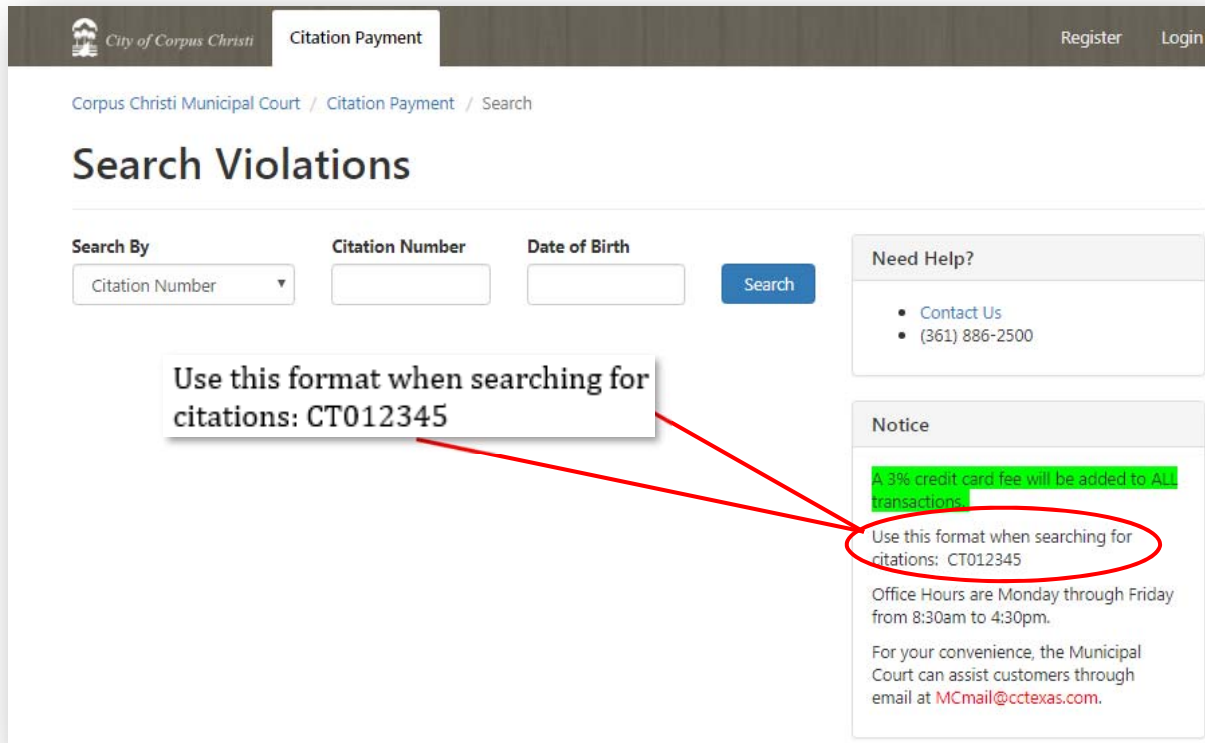 City of Corpus Christi
Citation Payment
Register
Login
Corpus Christi Municipal Court / Citation Payment / Search
Search Violations
Search By
Citation Number
Date of Birth
Citation Number
Search
Use this format when searching for
citations: CT012345
Need Help?
Contact Us
(361) 886-2500
Notice
A 3% credit card fee will be added to ALL
transactions.
Use this format when searching for
citations: CT012345
Office Hours are Monday through Friday
from 8:30am to 4:30pm.
For your convenience, the Municipal
Court can assist customers through
email at MCmail@cctexas.com.